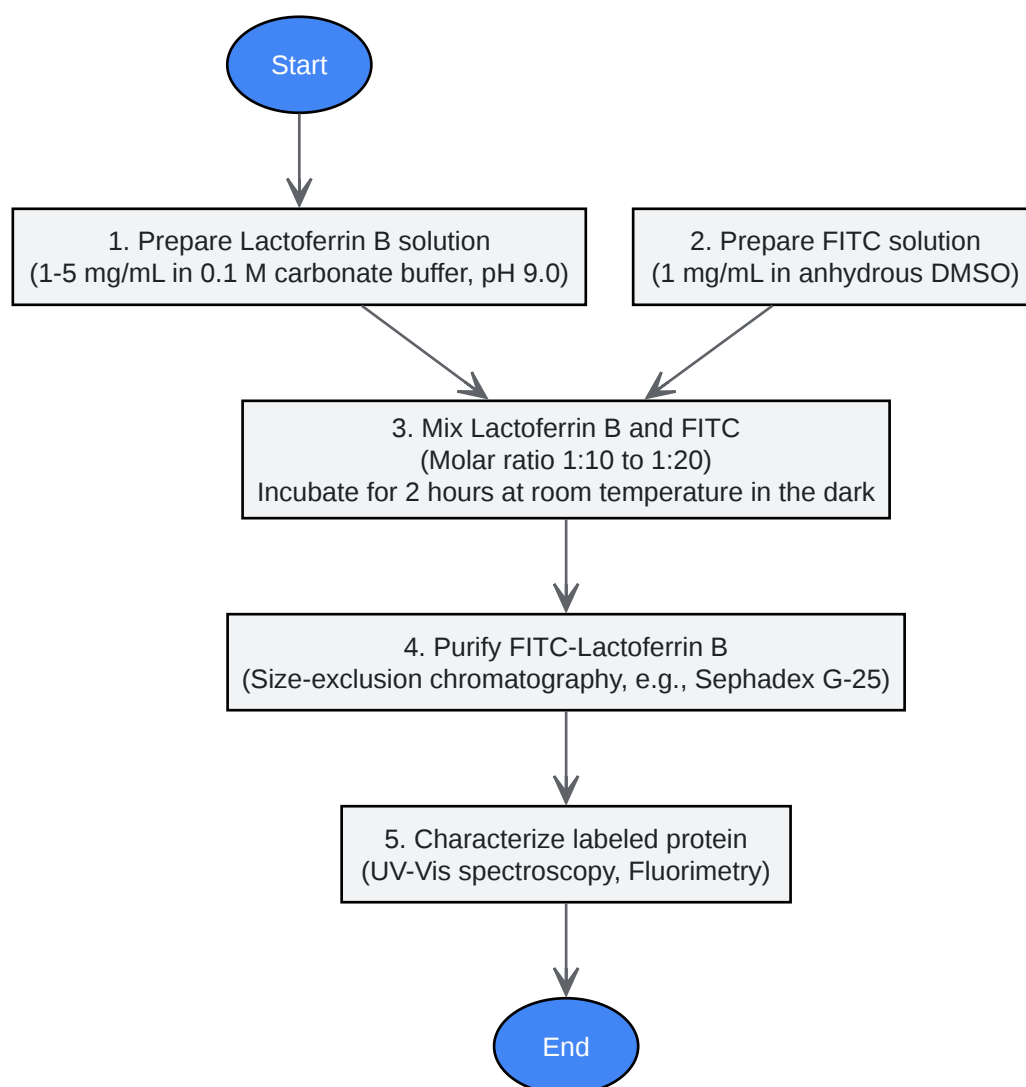 Start
1. Prepare Lactoferrin B solution
(1-5 mg/mL in 0.1 M carbonate buffer, pH 9.0)
2. Prepare FITC solution
(1 mg/mL in anhydrous DMSO)
3. Mix Lactoferrin B and FITC
(Molar ratio 1:10 to 1:20)
Incubate for 2 hours at room temperature in the dark
4. Purify FITC-Lactoferrin B
(Size-exclusion chromatography, e.g., Sephadex G-25)
5. Characterize labeled protein
(UV-Vis spectroscopy, Fluorimetry)
End